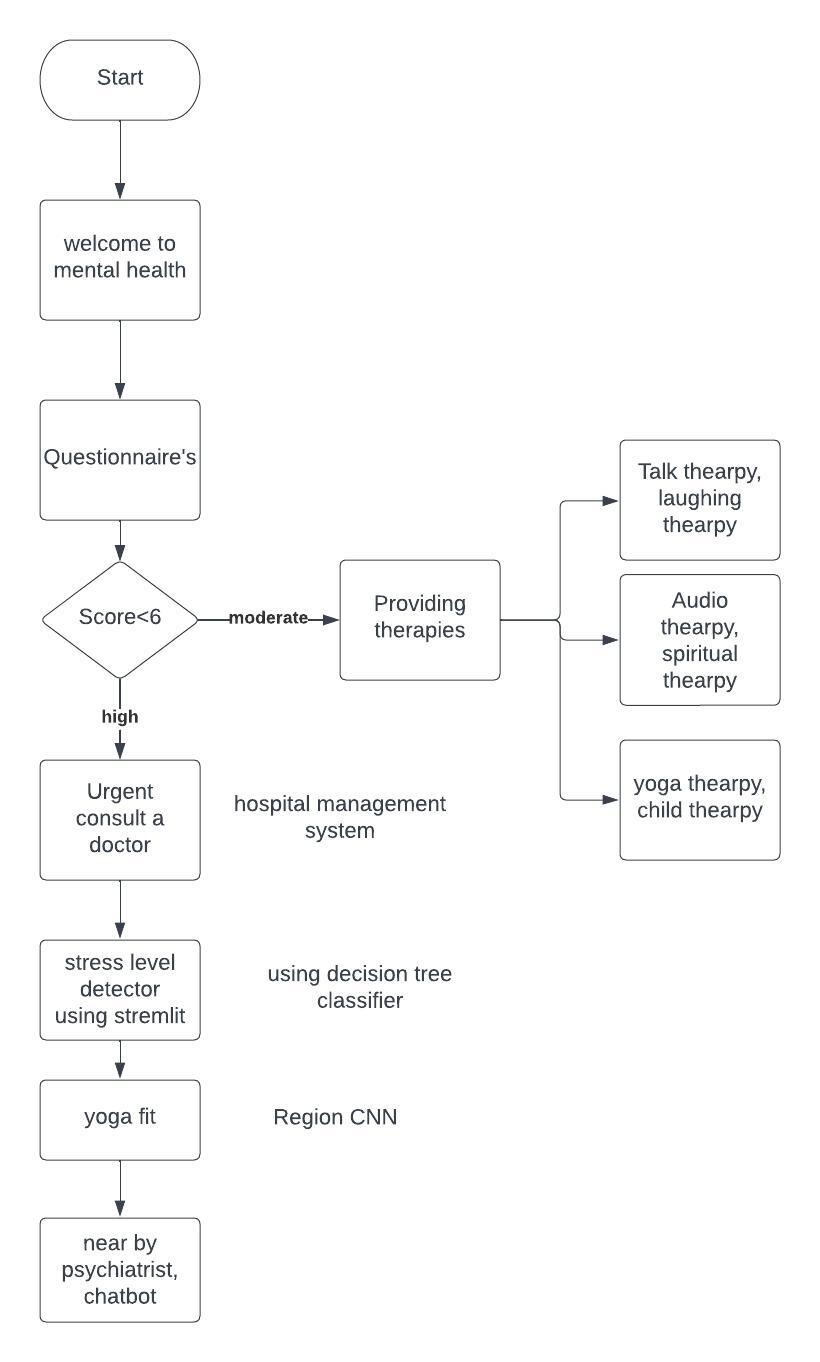 Start
welcome to
mental health
Questionnaire's
Score<6
moderate
Providing
therapies
Talk thearpy,
laughing
thearpy
Audio
thearpy,
spiritual
thearpy
yoga thearpy,
child thearpy
high
Urgent
consult a
doctor
hospital management
system
stress level
detector
using stremlit
using decision tree
classifier
yoga fit
Region CNN
near by
psychiatrist,
chatbot